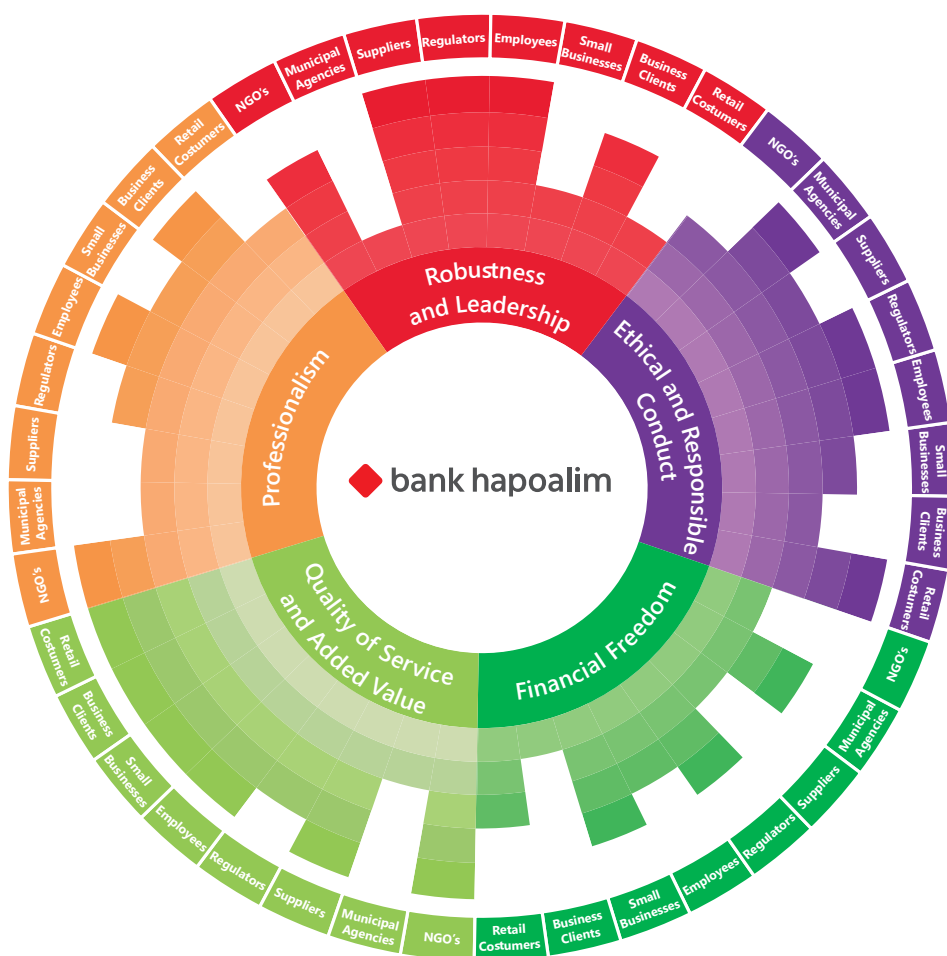 NGO's
Municipal
Agencies
Suppliers
Regulators
Employees
Small
Businesses
Business
Clients
Retail
Costumers
NGO's
Municipal
Agencies
Suppliers
Regulators
Employees
Small
Businesses
Business
Clients
Retail
Costumers
NGO's
Municipal
Agencies
Suppliers
Regulators
Employees
Small
Businesses
Business
Clients
Retail
Costumers
NGO's
Municipal
Agencies
Suppliers
Regulators
Employees
Small
Businesses
Business
Clients
Retail
Costumers
NGO's
Municipal
Agencies
Suppliers
Regulators
Employees
Small
Businesses
Business
Clients
Retail
Costumers
Robustness
and Leadership
Ethical and Responsible
Conduct
Financial Freedom
Quality of Service
and Added Value
Professionalism
bank hapoalim